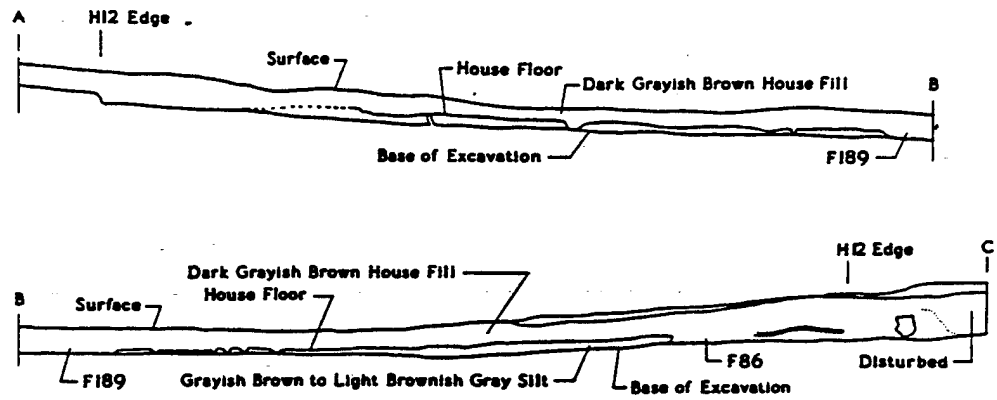 A
H12 Edge
Surface
House Floor
Dark Grayish Brown House Fill
B
Base of Excavation
F189
H12 Edge
C
Dark Grayish Brown House Fill
House Floor
B
Surface
F189
Grayish Brown to Light Brownish Gray Silt
F86
Base of Excavation
Disturbed